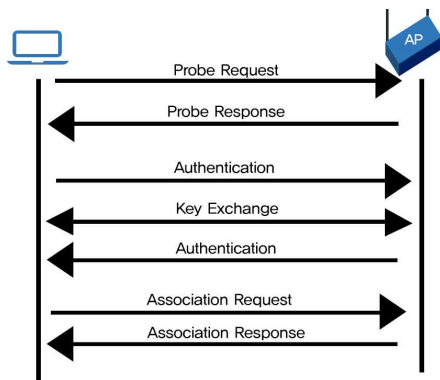 AP
Probe Request
Probe Response
Authentication
Key Exchange
Authentication
Association Request
Association Response